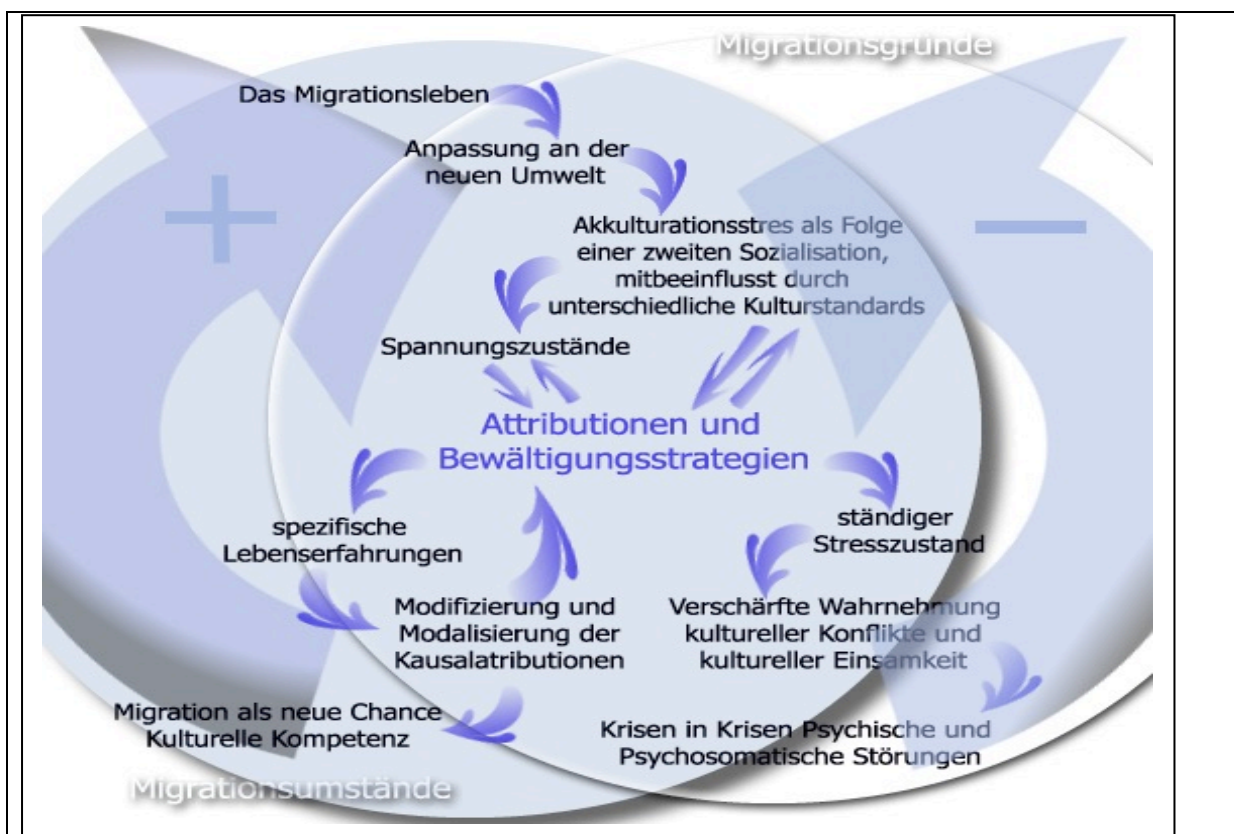 Migrationsgründe
Das Migrationsleben
Anpassung an der
neuen Umwelt
Akkulturationsstres als Folge
einer zweiten Sozialisation,
mitbeeinflusst durch
unterschiedliche Kulturstandards
+
−
Spannungszustände
Attributionen und
Bewältigungsstrategien
spezifische
Lebenserfahrungen
ständiger
Stresszustand
Modifizierung und
Modalisierung der
Kausalatributionen
Verschärfte Wahrnehmung
kultureller Konflikte und
kultureller Einsamkeit
Migration als neue Chance
Kulturelle Kompetenz
Krisen in Krisen Psychische und
Psychosomatische Störungen
Migrationsumstände